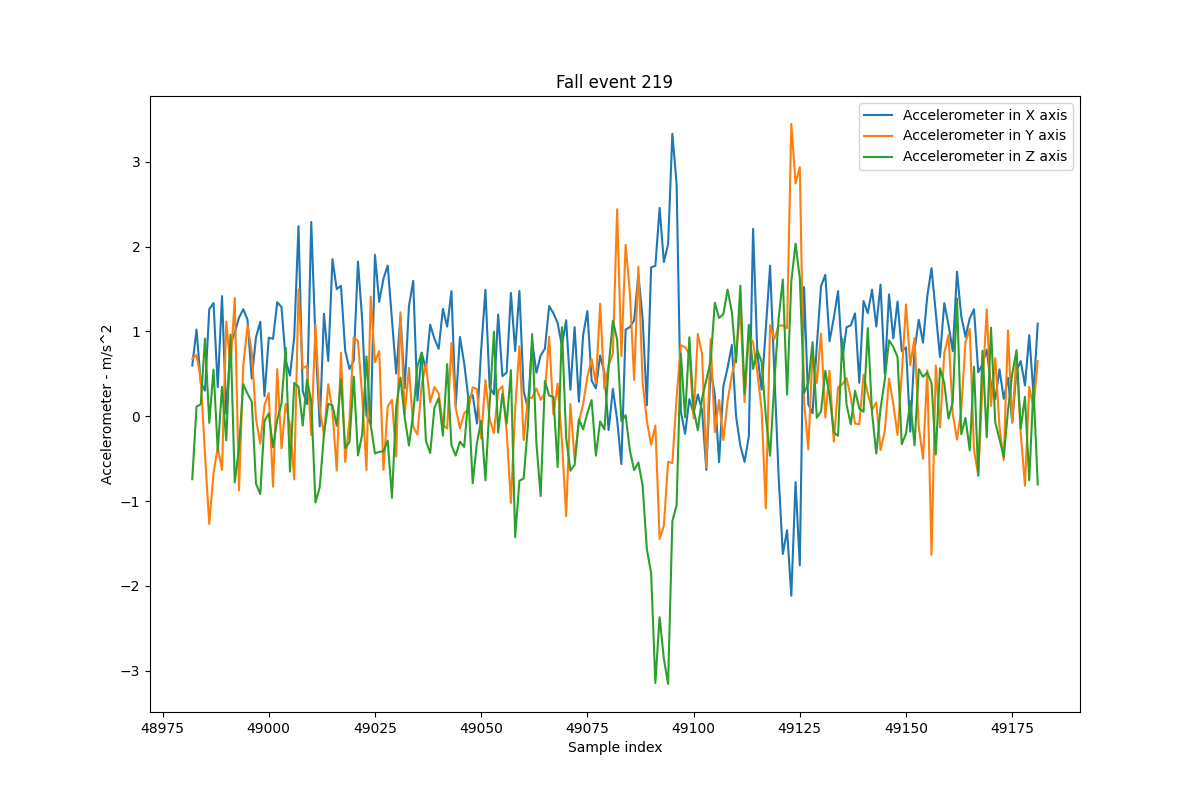 Fall event 219
Accelerometer in X axis
Accelerometer in Y axis
Accelerometer in Z axis
Accelerometer - m/s^2
3
2
1
0
−1
−2
−3
48975 49000 49025 49050 49075 49100 49125 49150 49175
Sample index